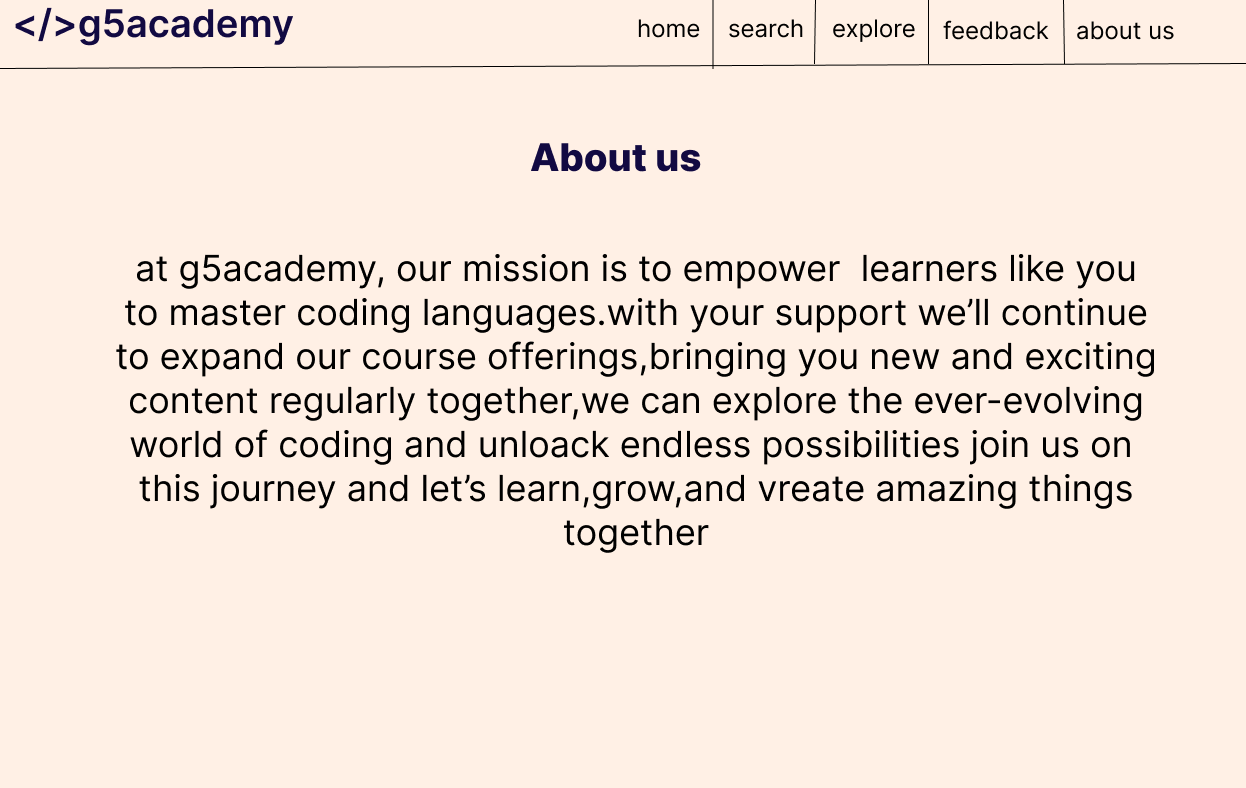 </>g5academy
home search explore feedback about us
About us
at g5academy, our mission is to empower  learners like you
to master coding languages.with your support we’ll continue
to expand our course offerings,bringing you new and exciting
content regularly together,we can explore the ever-evolving
world of coding and unloack endless possibilities join us on
this journey and let’s learn,grow,and vreate amazing things
together